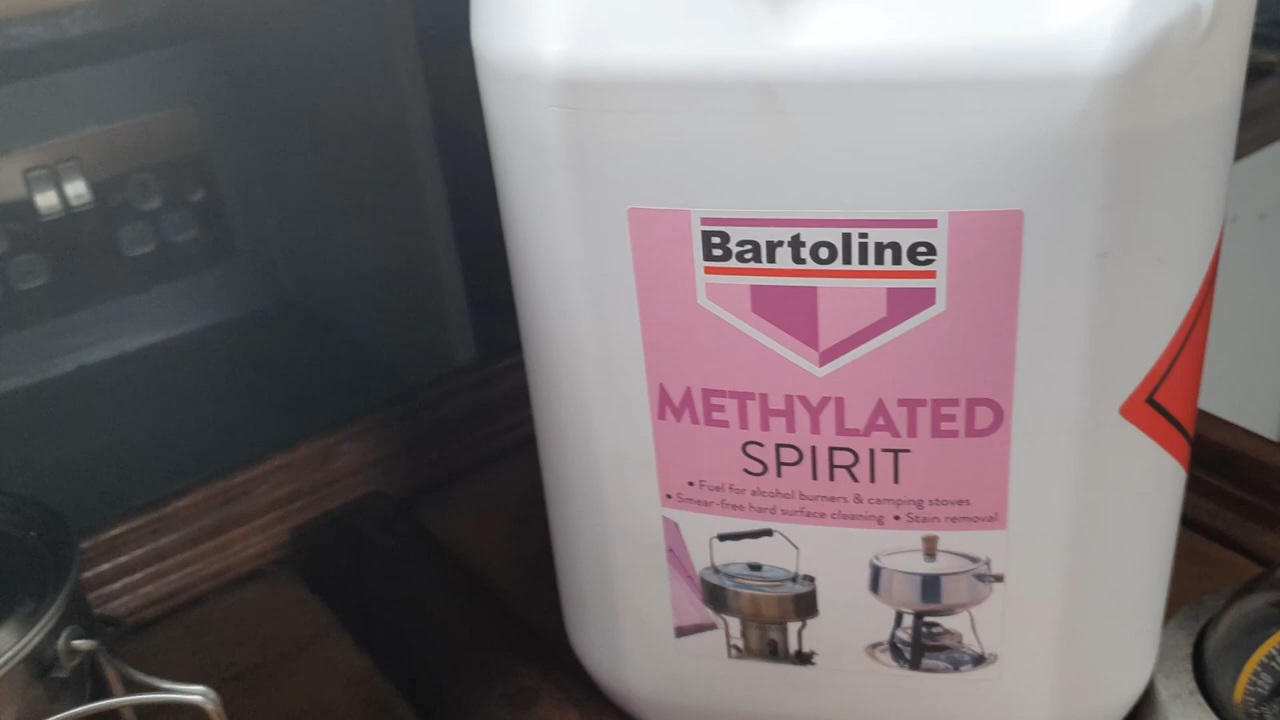 Bartoline
METHYLATED
SPIRIT
• Fuel for alcohol burners & camping stoves
• Smear-free hard surface cleaning • Stain removal